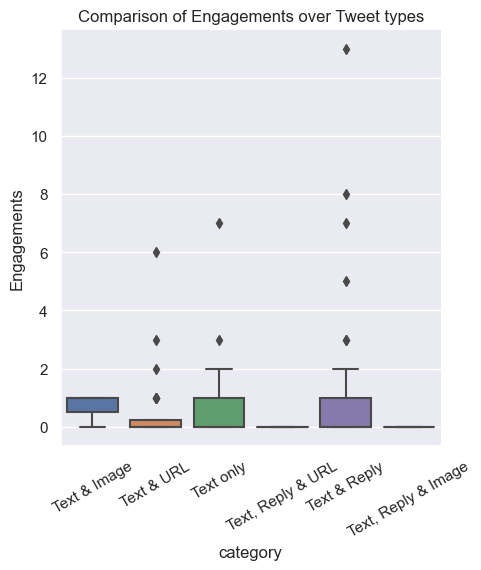 Comparison of Engagements over Tweet types
12
10
8
6
4
2
0
Engagements
Text & Image
Text & URL
Text only
Text, Reply & URL
Text & Reply
Text, Reply & Image
category